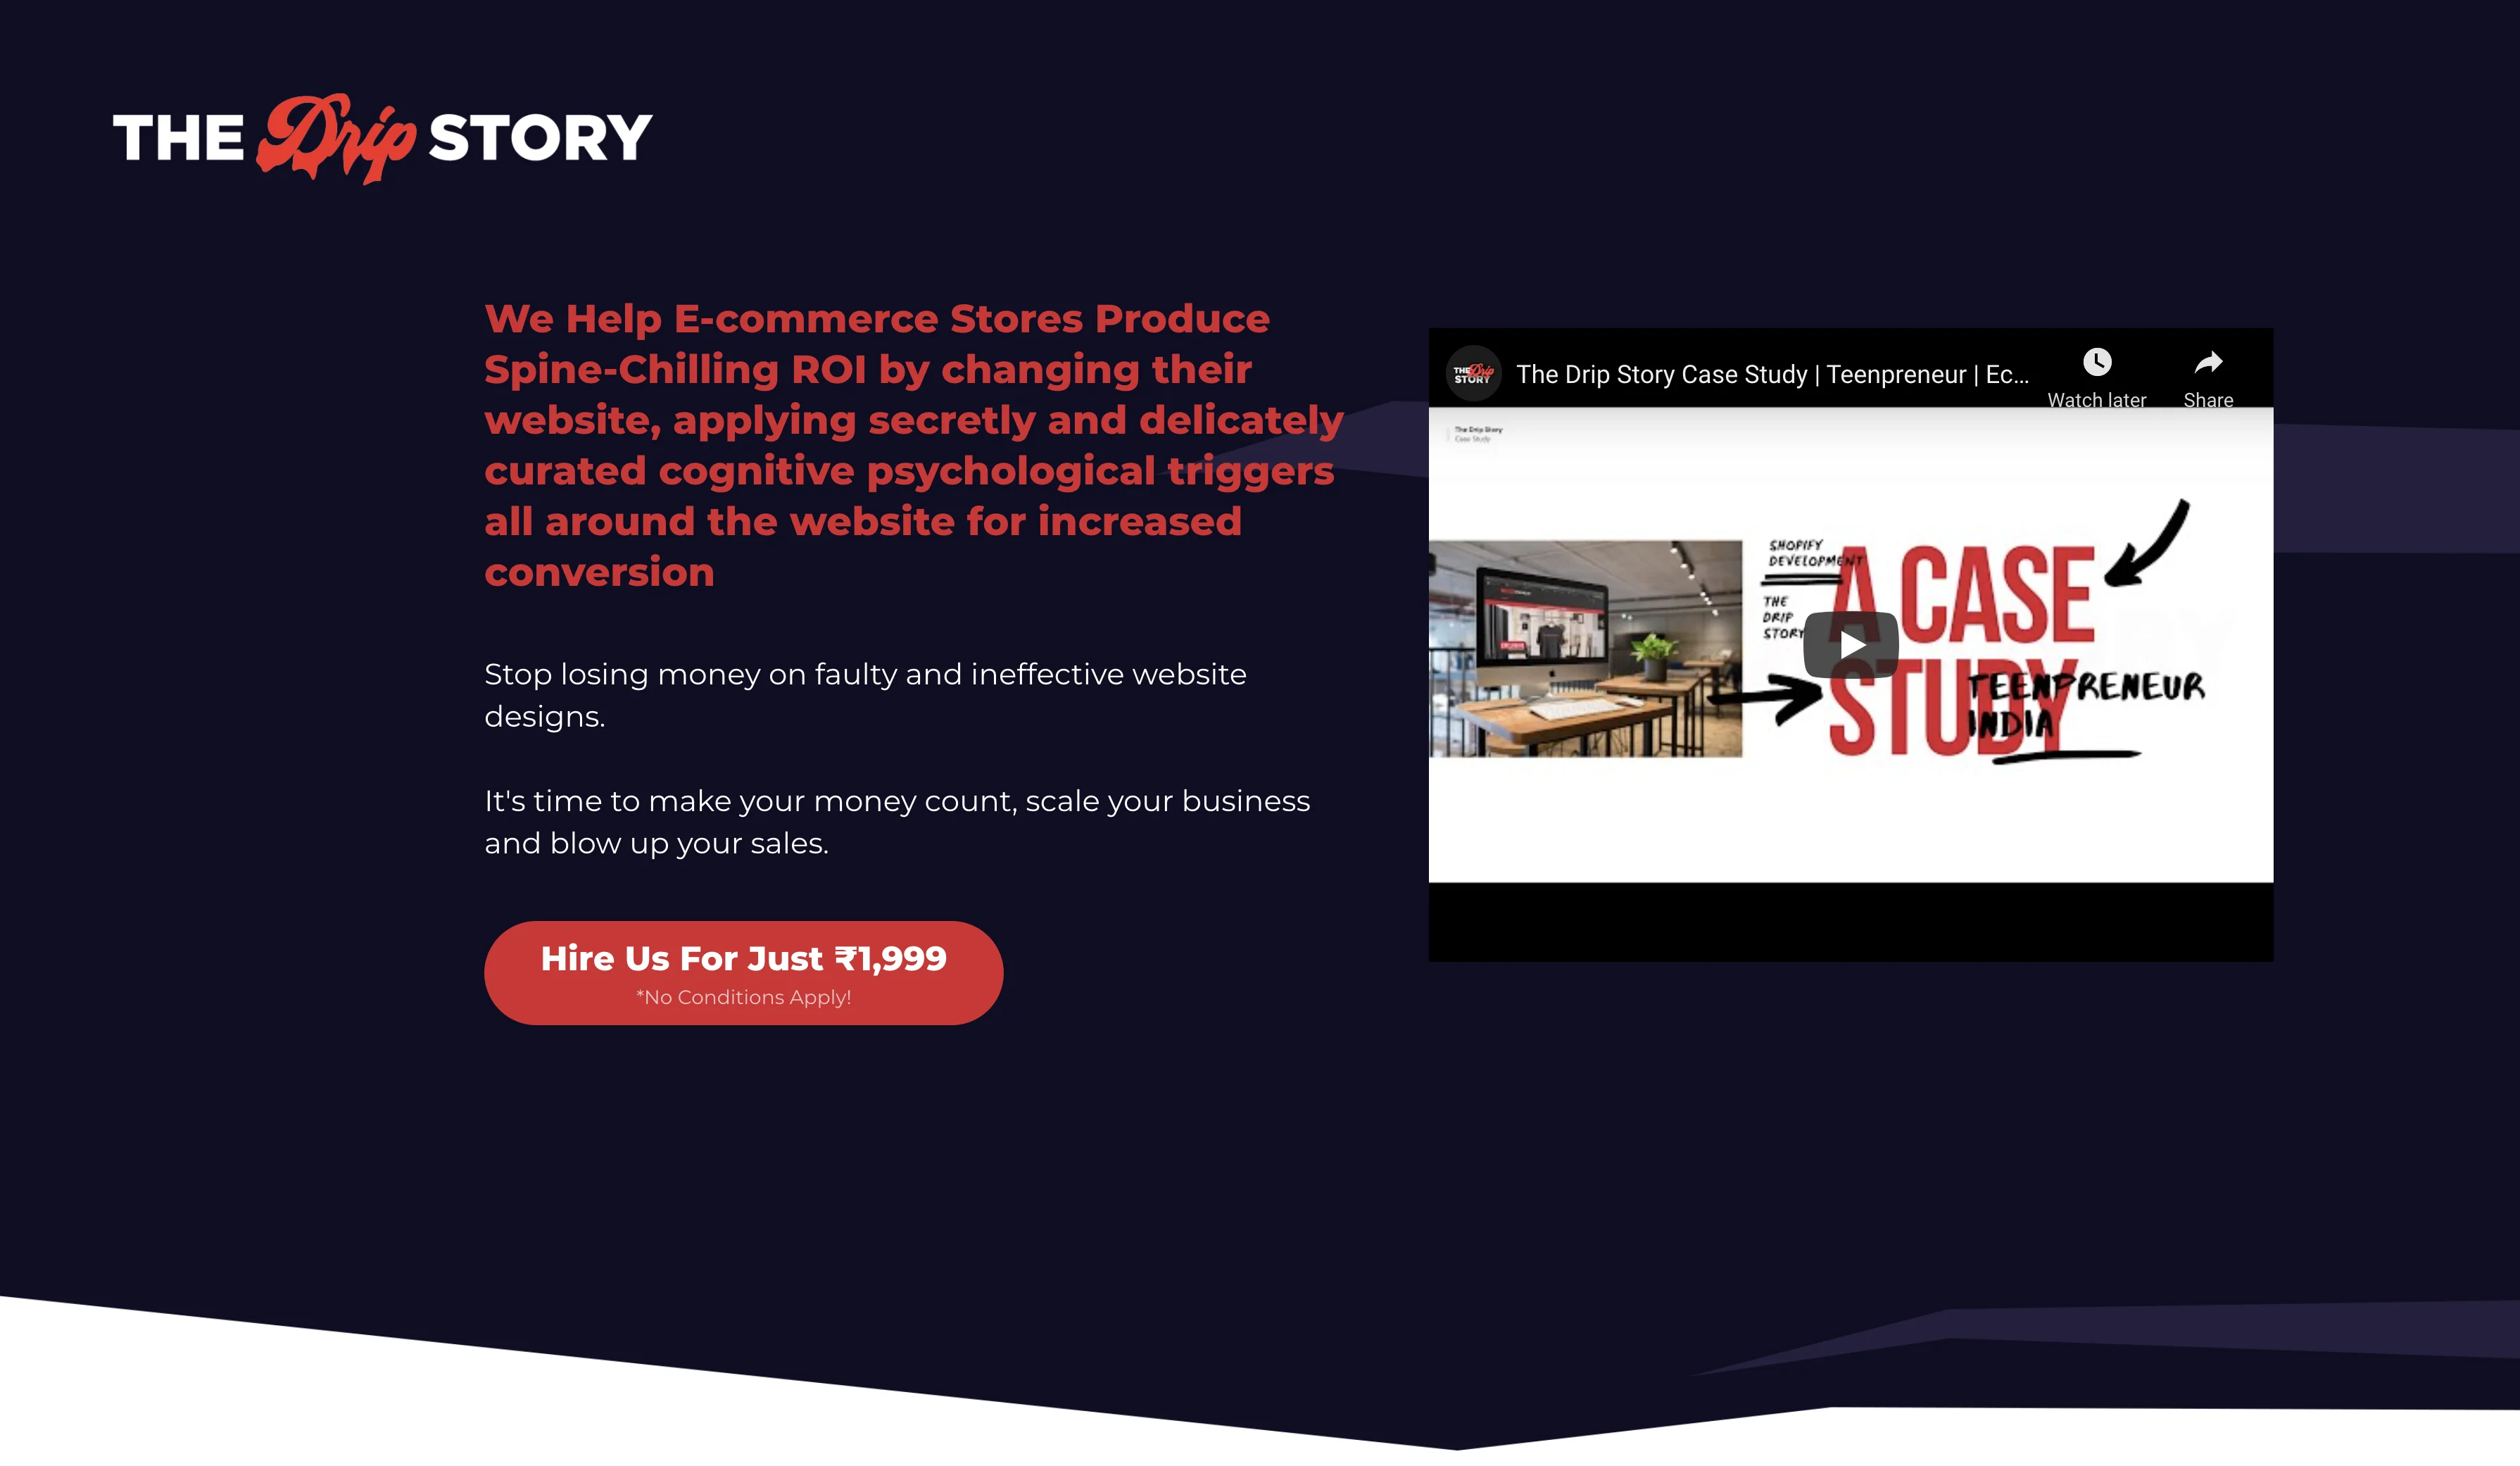 THE Drip STORY
We Help E-commerce Stores Produce
Spine-Chilling ROI by changing their
website, applying secretly and delicately
curated cognitive psychological triggers
all around the website for increased
conversion
Stop losing money on faulty and ineffective website
designs.
It's time to make your money count, scale your business
and blow up your sales.
Hire Us For Just ₹1,999
*No Conditions Apply!
THE Drip STORY
The Drip Story Case Study | Teenpreneur | Ec...
Watch later
Share
The Drip Story
Case Study
SHOPIFY
DEVELOPMENT
THE
DRIP
STORY
A CASE
STUDY
TEENPRENEUR
INDIA